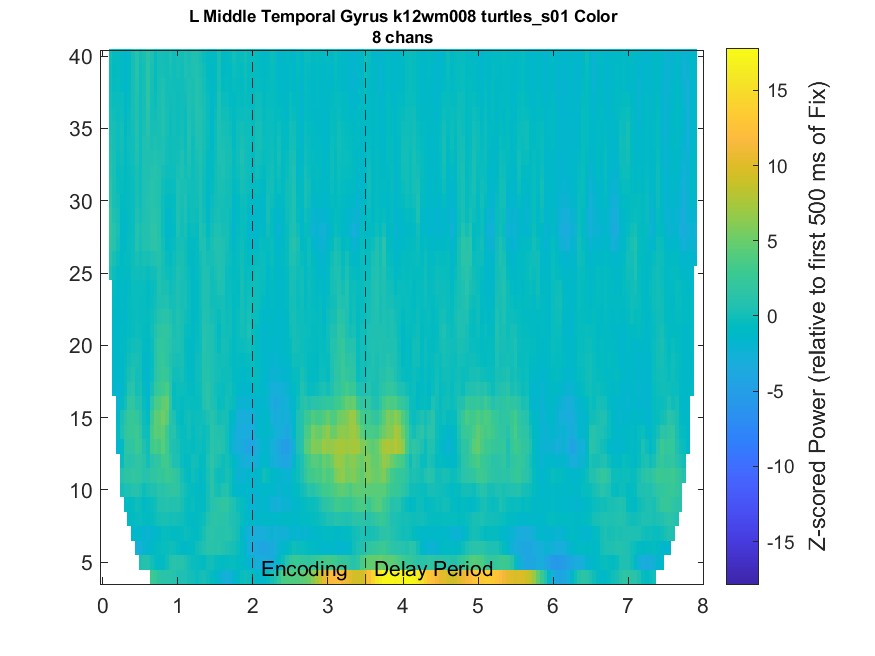 L Middle Temporal Gyrus k12wm008 turtles_s01 Color
8 chans
40
35
30
25
20
15
10
5
Encoding
Delay Period
0 1 2 3 4 5 6 7 8
15
10
5
0
-5
-10
-15
Z-scored Power (relative to first 500 ms of Fix)